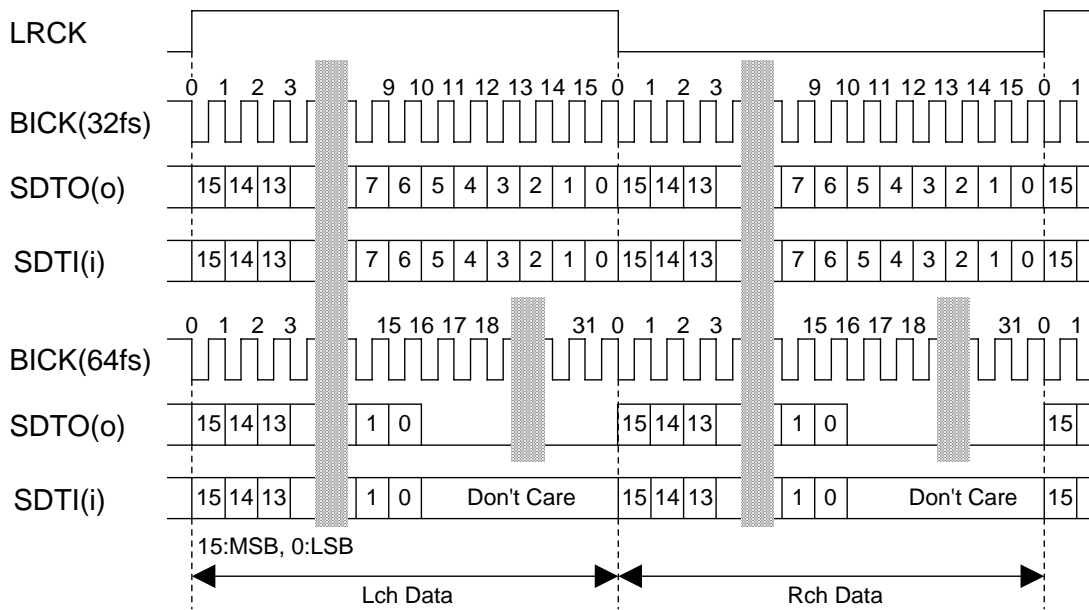 LRCK
0 1 2 3 9 10 11 12 13 14 15 0 1 2 3 9 10 11 12 13 14 15 0 1
BICK(32fs)
SDTO(o) 15 14 13 7 6 5 4 3 2 1 0 15 14 13 7 6 5 4 3 2 1 0 15
SDTI(i) 15 14 13 7 6 5 4 3 2 1 0 15 14 13 7 6 5 4 3 2 1 0 15
0 1 2 3 15 16 17 18 31 0 1 2 3 15 16 17 18 31 0 1
BICK(64fs)
SDTO(o) 15 14 13 1 0 15 14 13 1 0 15
SDTI(i) 15 14 13 1 0 Don't Care 15 14 13 1 0 Don't Care 15
15:MSB, 0:LSB
Lch Data Rch Data